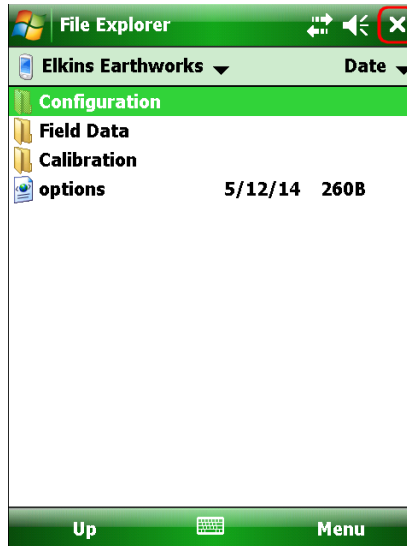 File Explorer
Elkins Earthworks Date
Configuration
Field Data
Calibration
options 5/12/14 260B
Up Menu